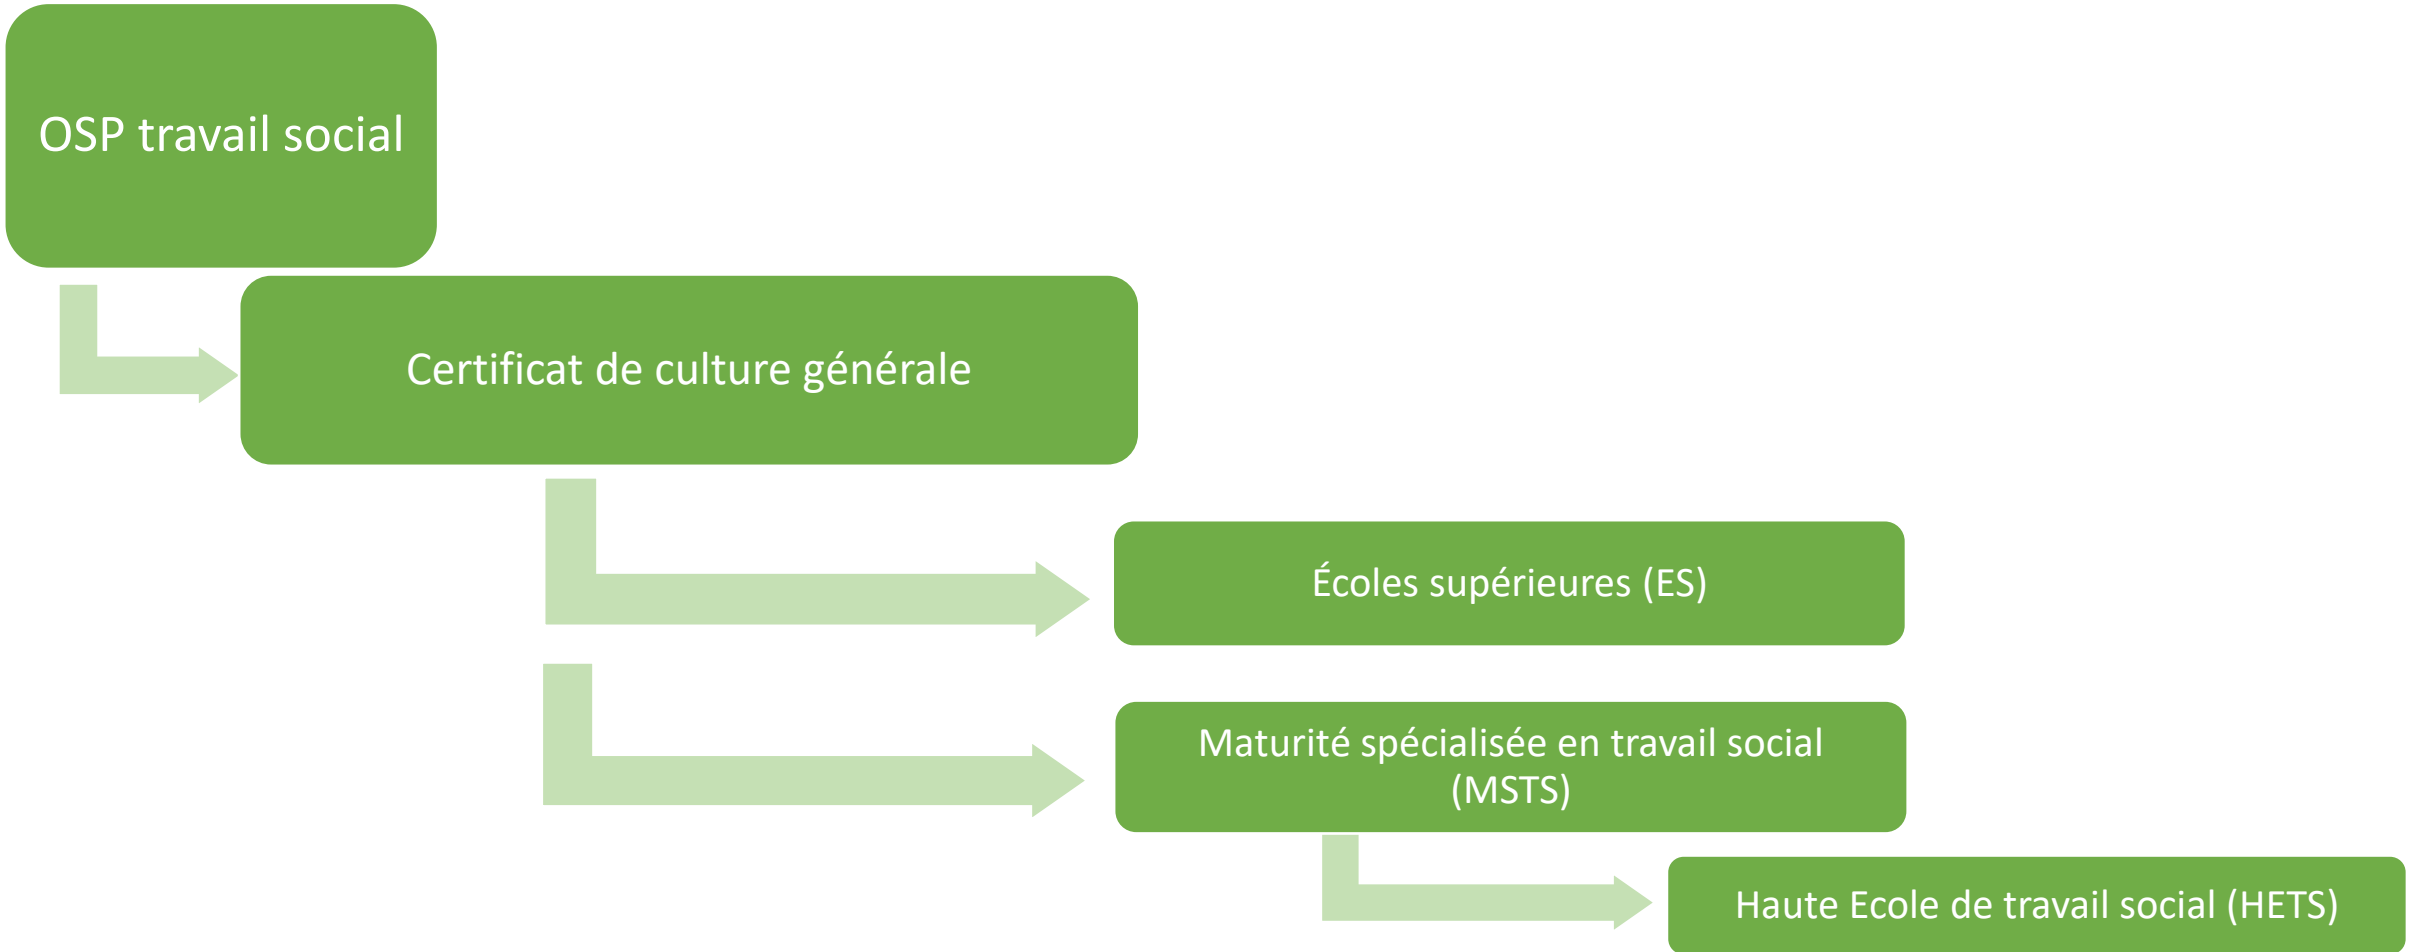 OSP travail social
Certificat de culture générale
Écoles supérieures (ES)
Maturité spécialisée en travail social
(MSTS)
Haute Ecole de travail social (HETS)